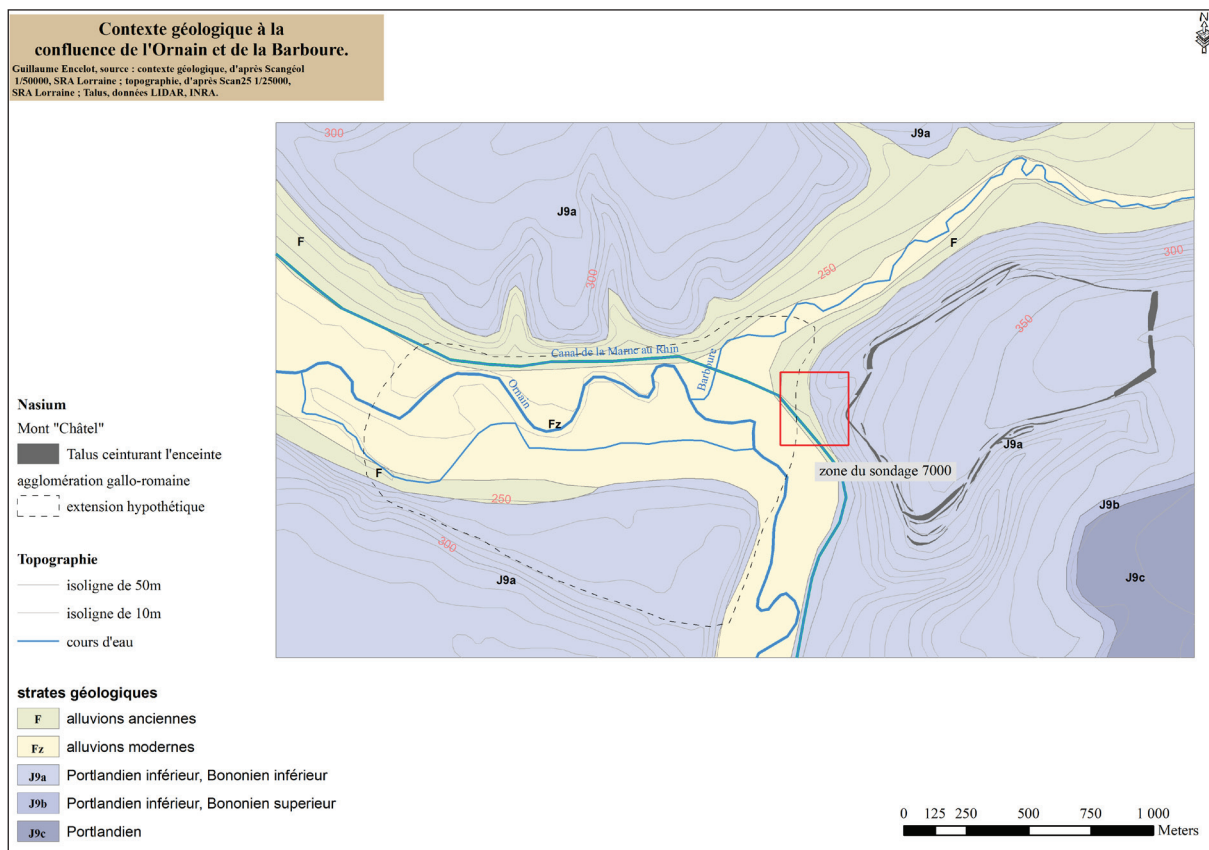 Contexte géologique à la
confluence de l'Ornain et de la Barboure.
Guillaume Encelot, source : contexte géologique, d'après Scangéol
1/50000, SRA Lorraine ; topographie, d'après Scan25 1/25000,
SRA Lorraine ; Talus, données LIDAR, INRA.
N
300
J9a
J9a
F
F
250
300
300
350
Canal de la Marne au Rhin
Barboure
Ornain
Fz
J9a
zone du sondage 7000
F
250
J9b
300
J9a
J9c
Nasium
Mont "Châtel"
Talus ceinturant l'enceinte
agglomération gallo-romaine
extension hypothétique
Topographie
isoligne de 50m
isoligne de 10m
cours d'eau
strates géologiques
F alluvions anciennes
Fz alluvions modernes
J9a Portlandien inférieur, Bononien inférieur
J9b Portlandien inférieur, Bononien superieur
J9c Portlandien
0 125 250 500 750 1 000
Meters